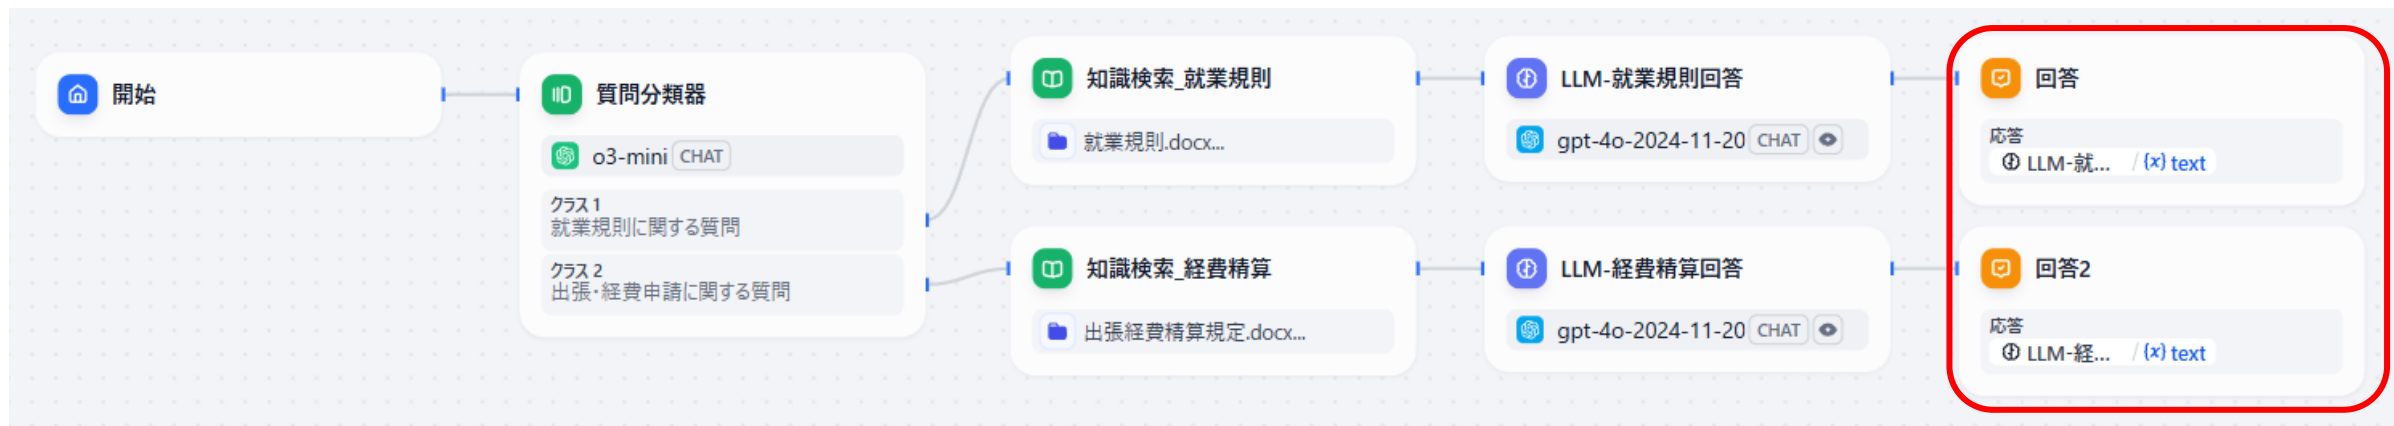 開始
質問分類器
o3-mini CHAT
クラス 1
就業規則に関する質問
クラス 2
出張・経費申請に関する質問
知識検索_就業規則
就業規則.docx...
LLM-就業規則回答
gpt-4o-2024-11-20 CHAT
回答
応答
LLM-就... / {x} text
知識検索_経費精算
出張経費精算規定.docx...
LLM-経費精算回答
gpt-4o-2024-11-20 CHAT
回答2
応答
LLM-経... / {x} text